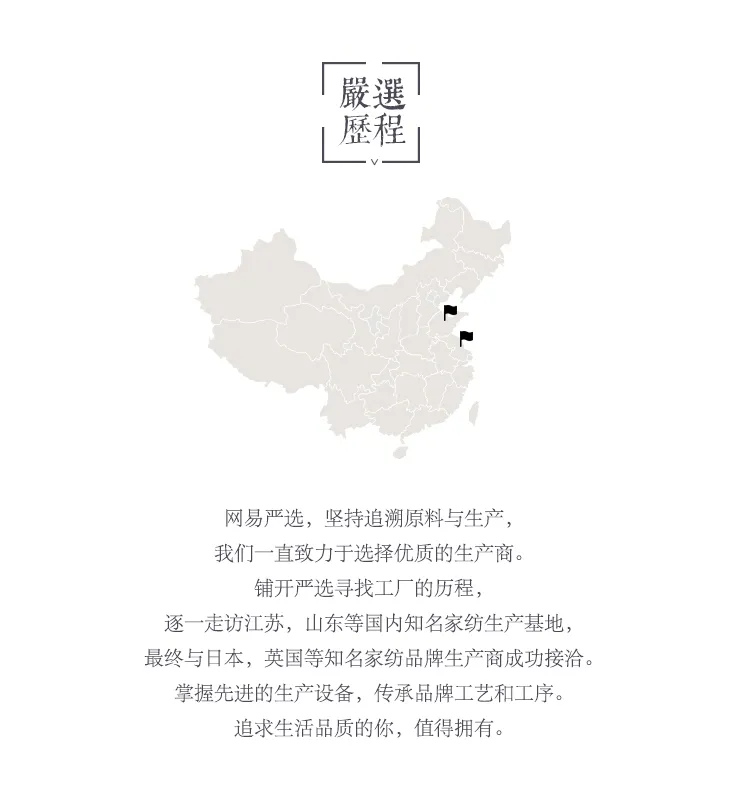 嚴選
歷程
网易严选，坚持追溯原料与生产，
我们一直致力于选择优质的生产商。
铺开严选寻找工厂的历程，
逐一走访江苏，山东等国内知名家纺生产基地，
最终与日本，英国等知名家纺品牌生产商成功接洽。
掌握先进的生产设备，传承品牌工艺和工序。
追求生活品质的你，值得拥有。